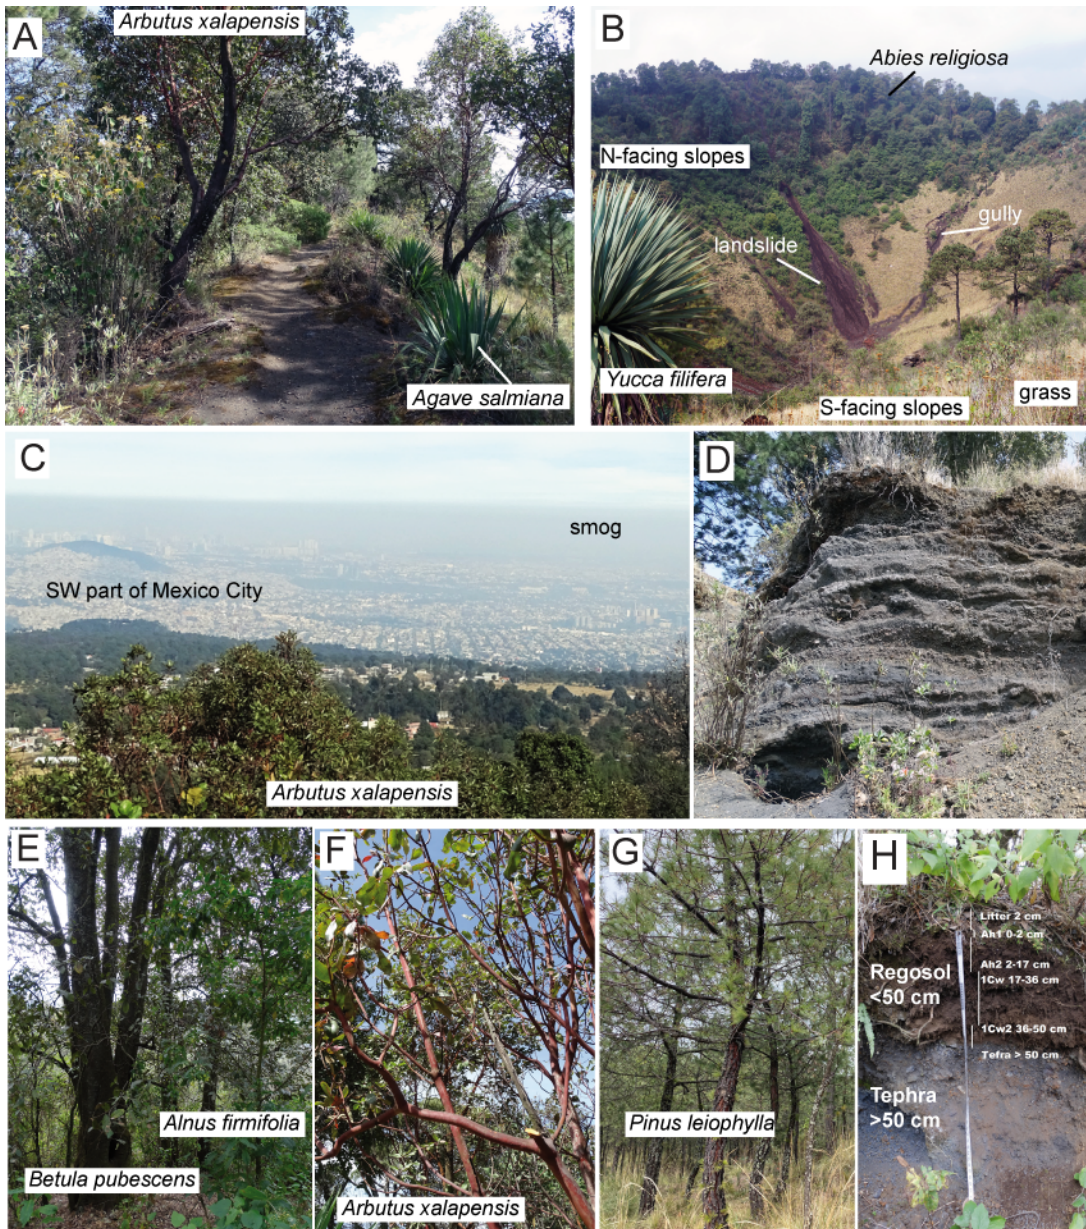 A
Arbutus xalapensis
Agave salmiana
B
Abies religiosa
N-facing slopes
gully
landslide
Yucca filifera
grass
S-facing slopes
C
smog
SW part of Mexico City
Arbutus xalapensis
D
E
Alnus firmifolia
Betula pubescens
F
Arbutus xalapensis
G
Pinus leiophylla
H
Litter 2 cm
Ah1 0-2 cm
Ah2 2-17 cm
Regosol
1Cw 17-36 cm
<50 cm
1Cw2 36-50 cm
Tefra > 50 cm
Tephra
>50 cm